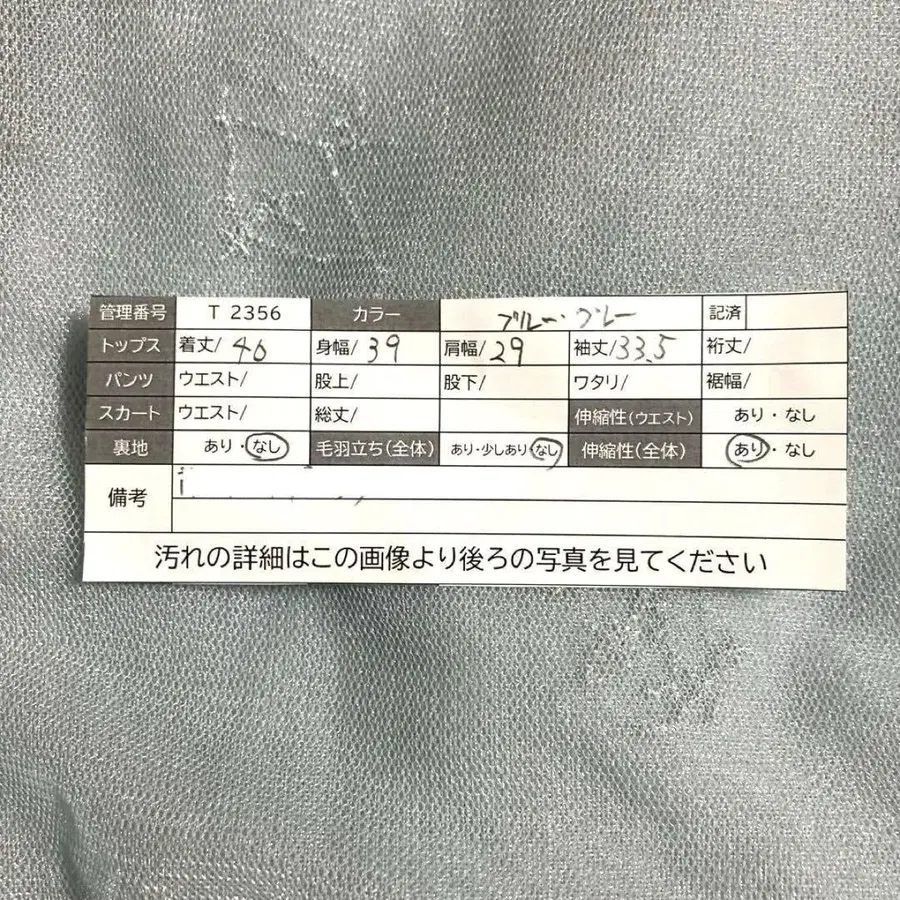 管理番号 T 2356 カラー ブルー・グレー 記済
トップス 着丈/ 40 身幅/ 39 肩幅/ 29 袖丈/ 33.5 裄丈/
パンツ ウエスト/ 股上/ 股下/ ワタリ/ 裾幅/
スカート ウエスト/ 総丈/ 伸縮性(ウエスト) あり・なし
裏地 あり・なし 毛羽立ち(全体) あり・少しあり・なし 伸縮性(全体) あり・なし
備考
汚れの詳細はこの画像より後ろの写真を見てください